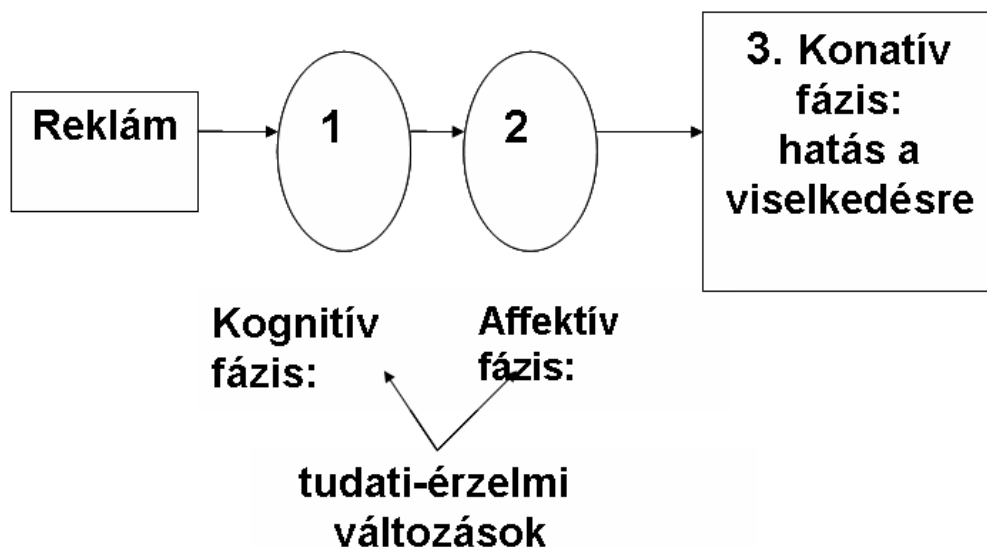 Reklám
1
2
3. Konatív
fázis:
hatás a
viselkedésre
Kognitív
fázis:
Affektív
fázis:
tudati-érzelmi
változások